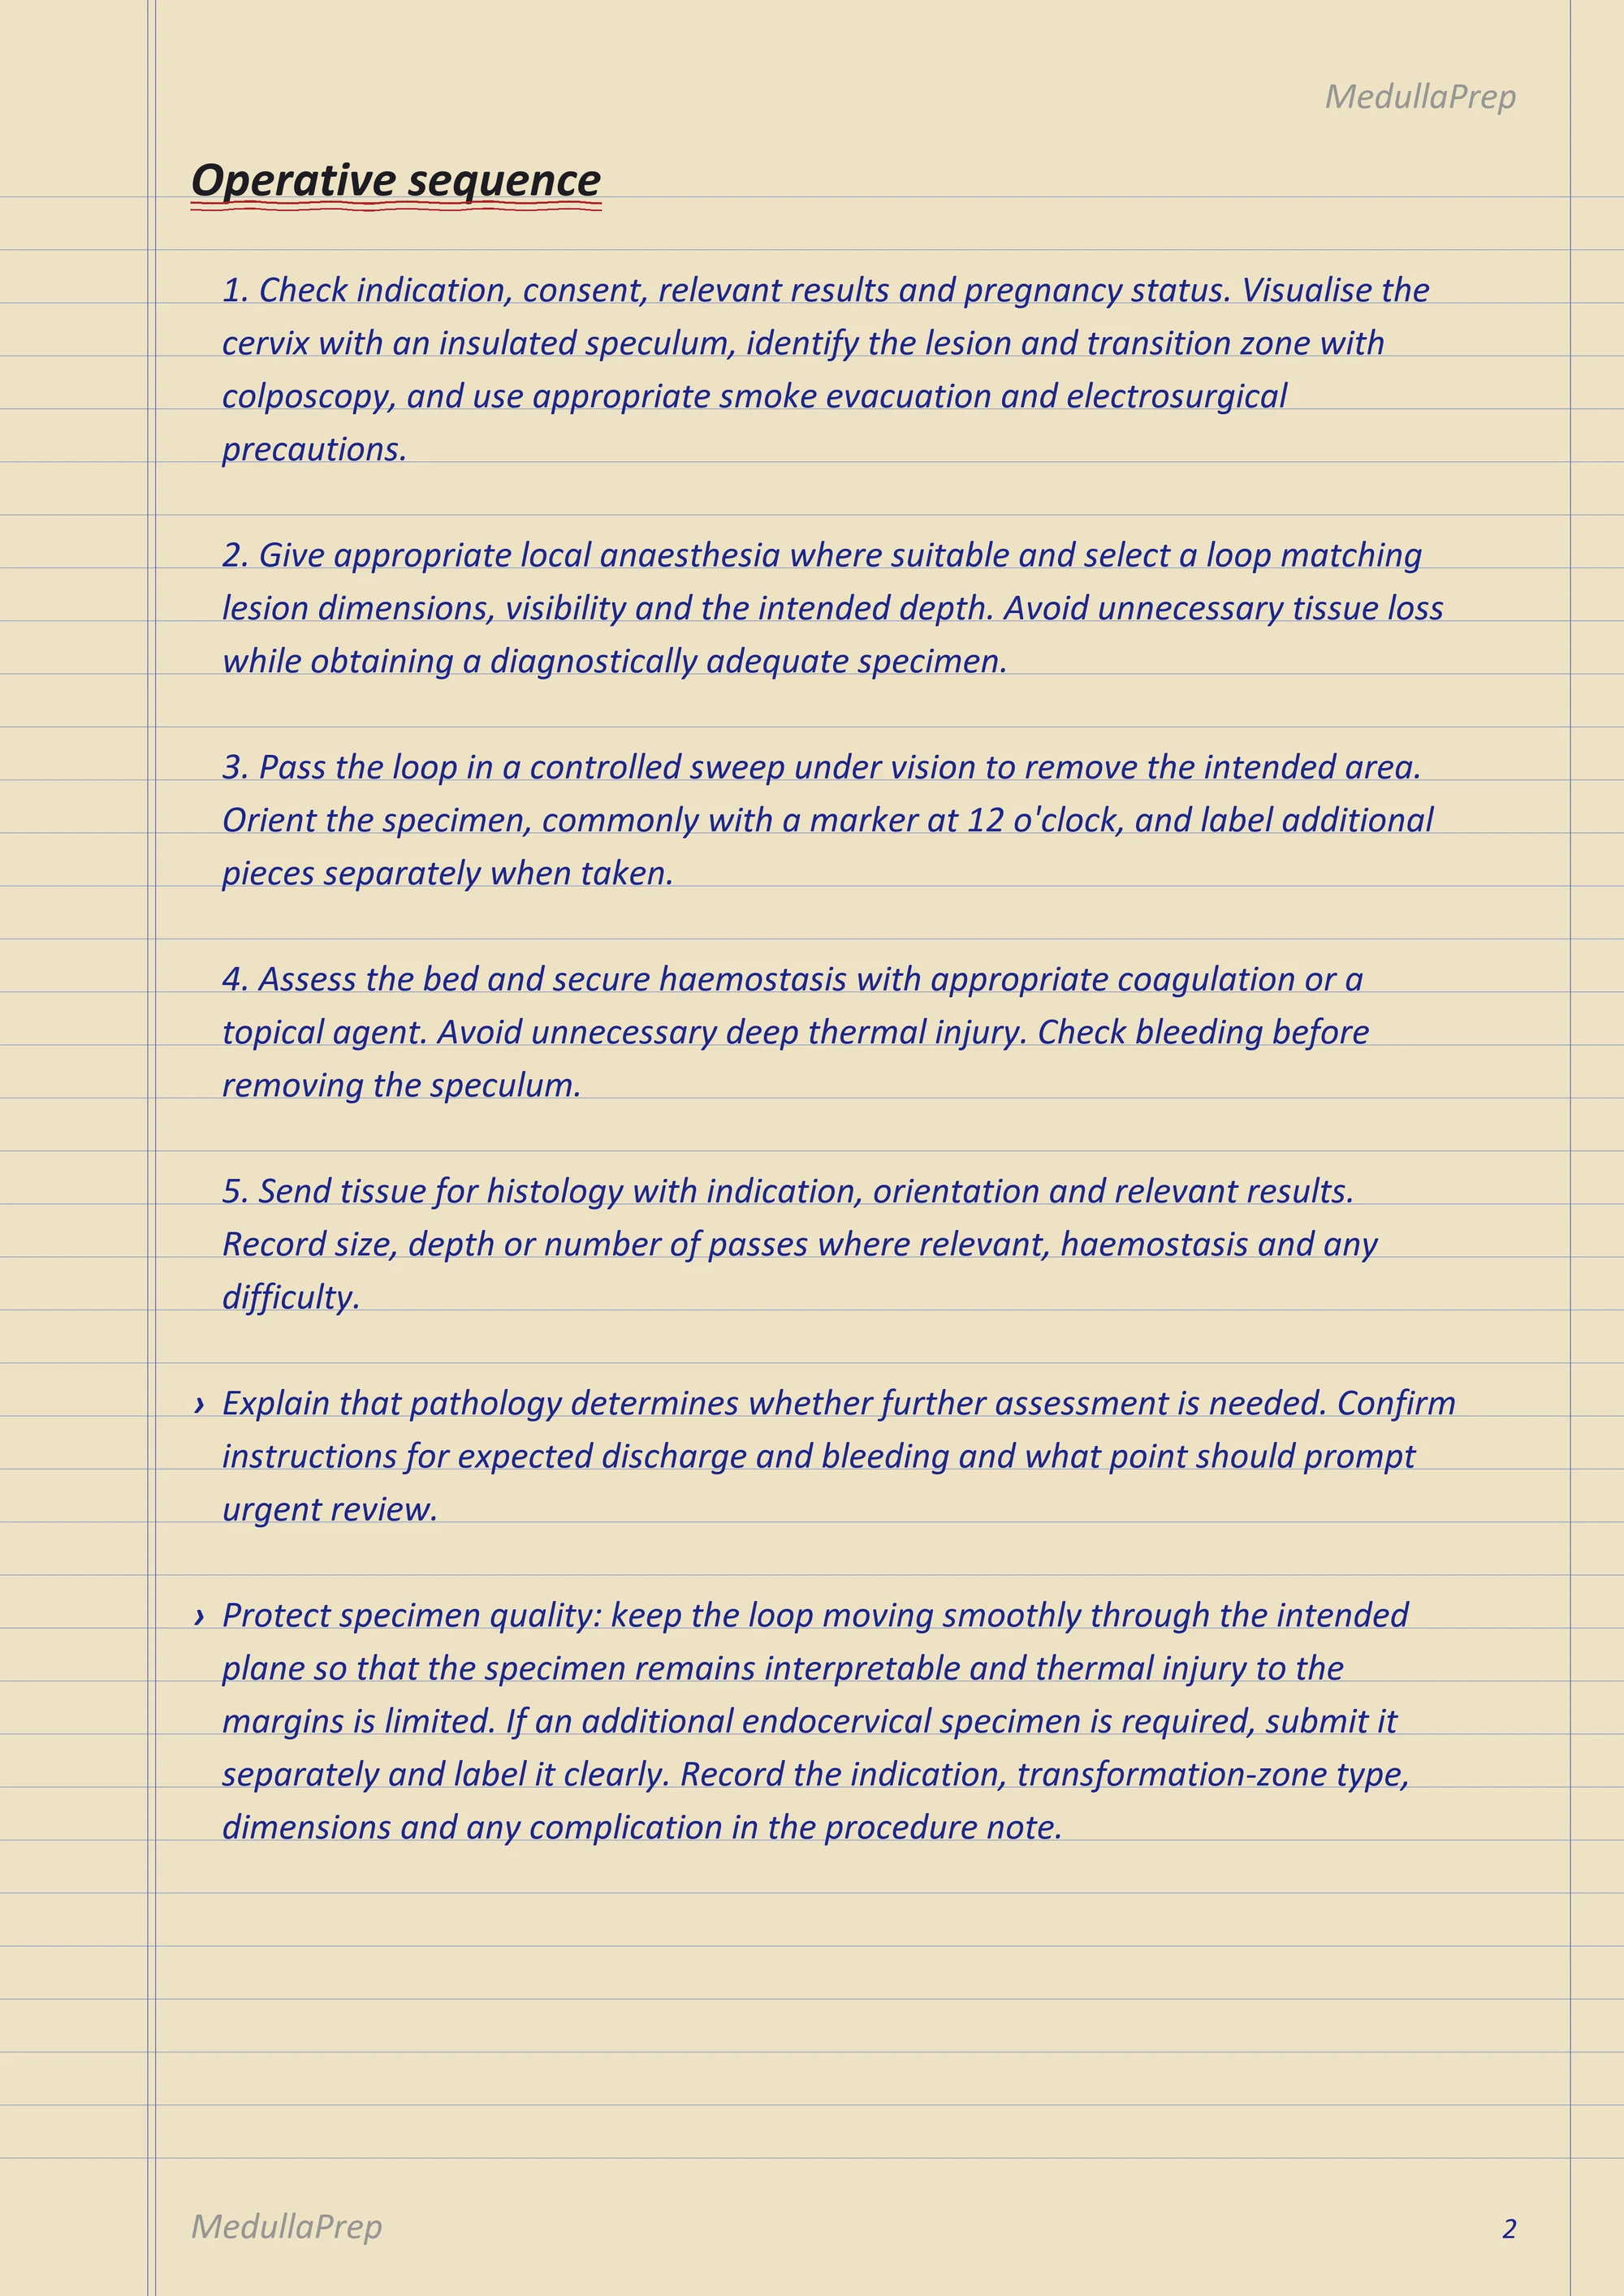 MedullaPrep
Operative sequence
1. Check indication, consent, relevant results and pregnancy status. Visualise the
cervix with an insulated speculum, identify the lesion and transition zone with
colposcopy, and use appropriate smoke evacuation and electrosurgical
precautions.
2. Give appropriate local anaesthesia where suitable and select a loop matching
lesion dimensions, visibility and the intended depth. Avoid unnecessary tissue loss
while obtaining a diagnostically adequate specimen.
3. Pass the loop in a controlled sweep under vision to remove the intended area.
Orient the specimen, commonly with a marker at 12 o'clock, and label additional
pieces separately when taken.
4. Assess the bed and secure haemostasis with appropriate coagulation or a
topical agent. Avoid unnecessary deep thermal injury. Check bleeding before
removing the speculum.
5. Send tissue for histology with indication, orientation and relevant results.
Record size, depth or number of passes where relevant, haemostasis and any
difficulty.
› Explain that pathology determines whether further assessment is needed. Confirm
instructions for expected discharge and bleeding and what point should prompt
urgent review.
› Protect specimen quality: keep the loop moving smoothly through the intended
plane so that the specimen remains interpretable and thermal injury to the
margins is limited. If an additional endocervical specimen is required, submit it
separately and label it clearly. Record the indication, transformation-zone type,
dimensions and any complication in the procedure note.
MedullaPrep
2